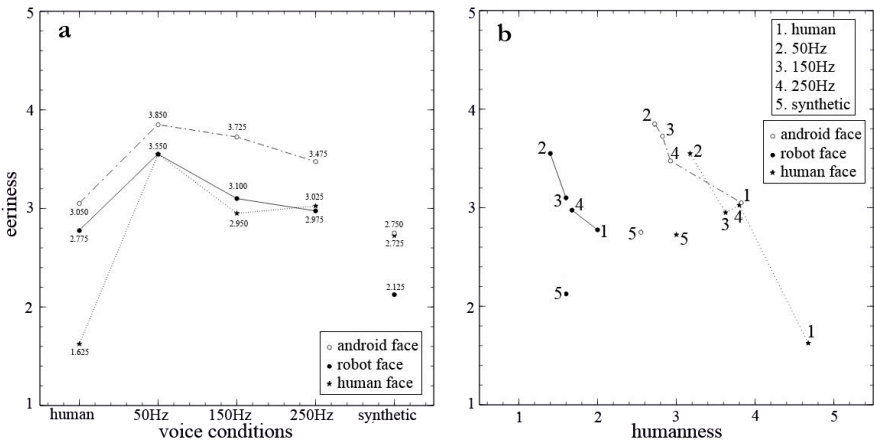 5
4
3
2
1
eeriness
a
3.850
3.725
3.550
3.475
3.050
3.100
3.025
2.775
2.950
2.975
2.750
2.725
2.125
1.625
android face
robot face
human face
human 50Hz 150Hz 250Hz synthetic
voice conditions
5
4
3
2
1
b
1. human
2. 50Hz
3. 150Hz
4. 250Hz
5. synthetic
android face
robot face
human face
2
3
4
2
2
3
4
1
1
3
4
5
5
5
1
1 2 3 4 5
humanness